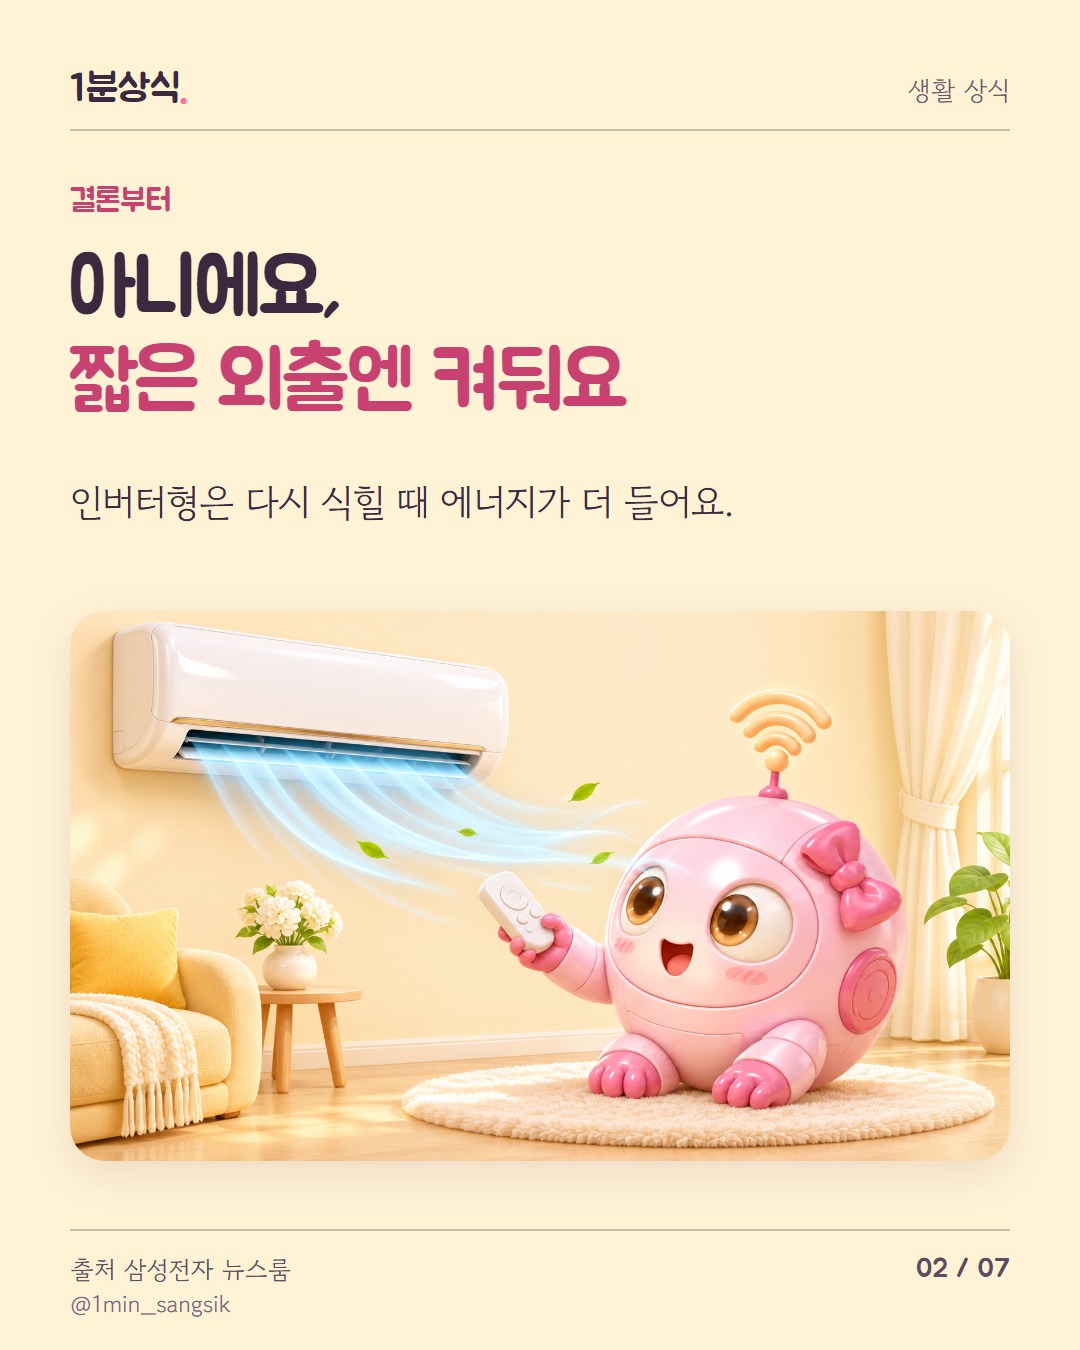 1분상식.
생활 상식
결론부터
아니에요,
짧은 외출엔 켜둬요
인버터형은 다시 식힐 때 에너지가 더 들어요.
출처 삼성전자 뉴스룸
@1min_sangsik
02 / 07